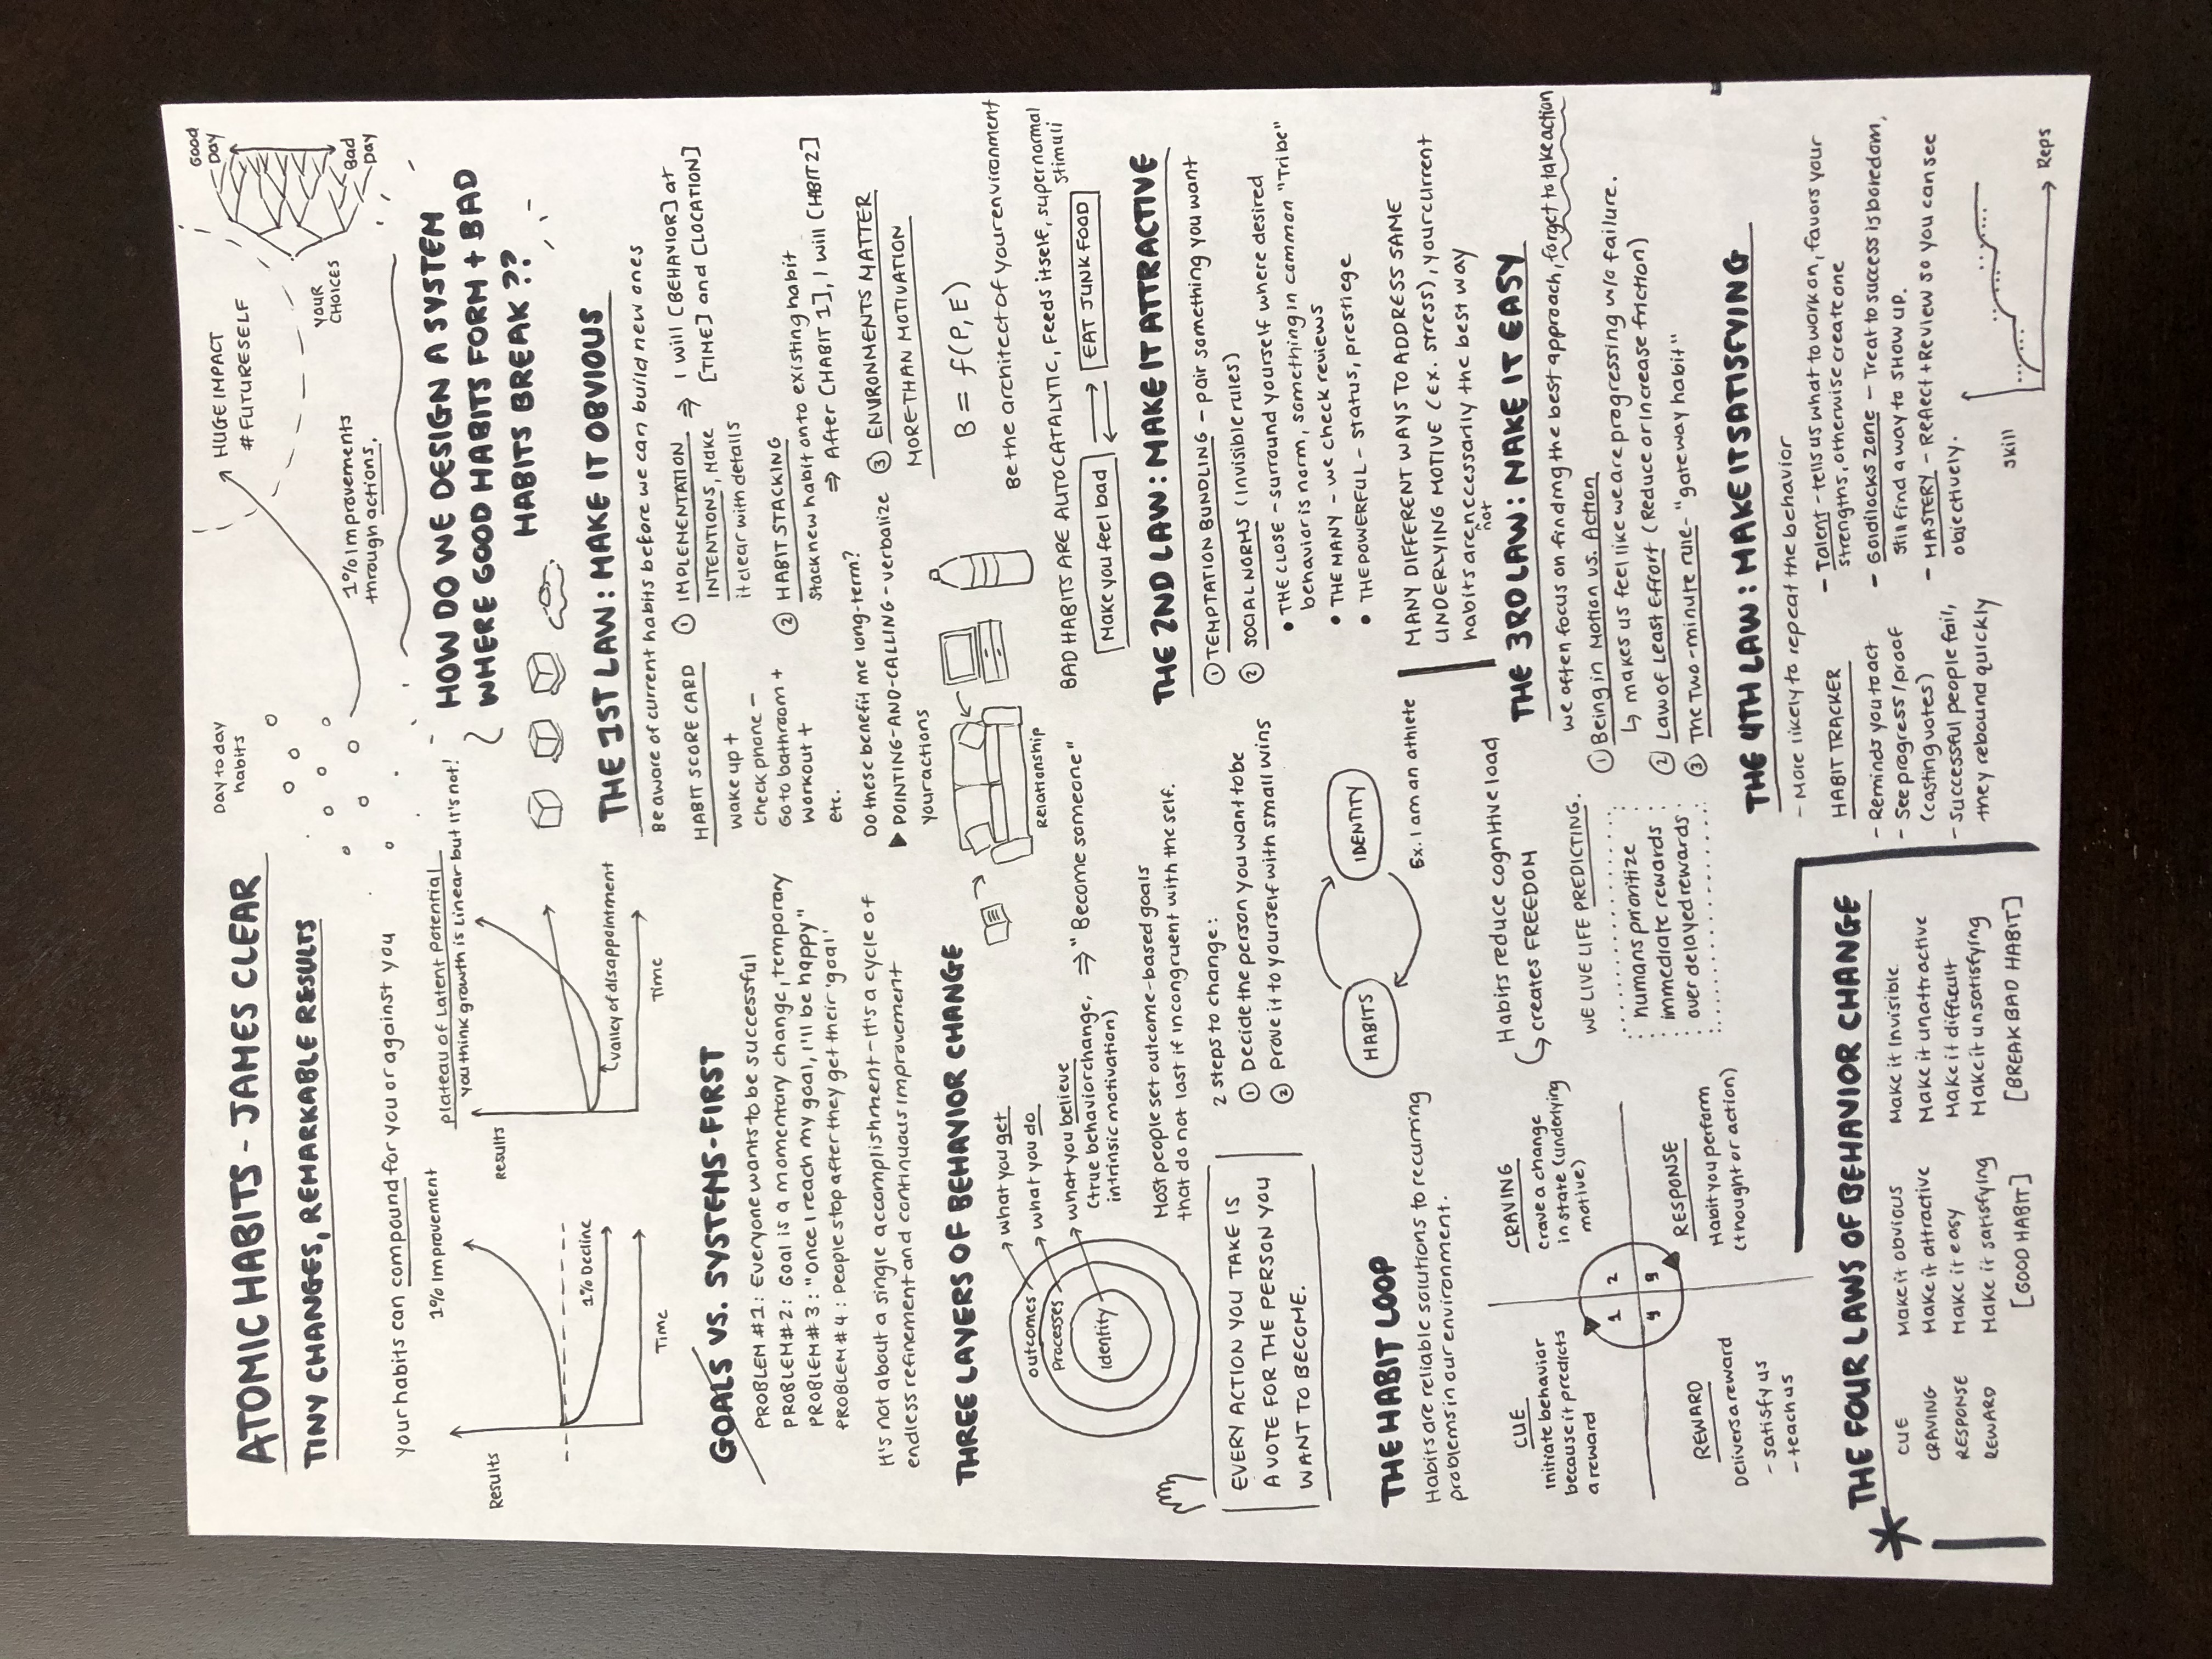 ATOMIC HABITS - JAMES CLEAR
TINY CHANGES, REMARKABLE RESULTS
Day to day
habits
HUGE IMPACT
#FUTURESELF
1% Improvements
through actions.
YOUR
CHOICES
GOOD
DAY
Bad
DAY
Your habits can compound for you or against you
1% Improvement
Results
1% Decline
Time
Plateau of Latent Potential
You think growth is linear but it's not!
Results
valley of disappointment
Time
HOW DO WE DESIGN A SYSTEM
WHERE GOOD HABITS FORM + BAD
HABITS BREAK ??
GOALS VS. SYSTEMS-FIRST
PROBLEM #1: Everyone wants to be successful
PROBLEM #2: Goal is a momentary change, temporary
PROBLEM #3: "Once I reach my goal, I'll be happy"
PROBLEM #4: People stop after they get their 'goal'
It's not about a single accomplishment - it's a cycle of
endless refinement and continuous improvement
THREE LAYERS OF BEHAVIOR CHANGE
outcomes
Processes
Identity
what you get
what you do
what you believe
(true behavior change,
intrinsic motivation)
⇒ "Become someone"
Most people set outcome-based goals
that do not last if incongruent with the self.
EVERY ACTION YOU TAKE IS
A VOTE FOR THE PERSON YOU
WANT TO BECOME.
2 steps to change:
① Decide the person you want to be
② Prove it to yourself with small wins
HABITS
IDENTITY
Ex. I am an athlete
THE HABIT LOOP
Habits are reliable solutions to recurring
problems in our environment.
CUE
Initiate behavior
because it predicts
a reward
CRAVING
crave a change
in state (underlying
motive)
1
2
4
3
REWARD
Delivers a reward
- satisfy us
- teach us
RESPONSE
Habit you perform
(thought or action)
Habits reduce cognitive load
creates FREEDOM
WE LIVE LIFE PREDICTING.
humans prioritize
immediate rewards
over delayed rewards
THE FOUR LAWS OF BEHAVIOR CHANGE
CUE Make it obvious Make it Invisible
CRAVING Make it attractive Make it unattractive
RESPONSE Make it easy Make it difficult
REWARD Make it satisfying Make it unsatisfying
[GOOD HABIT] [BREAK BAD HABIT]
THE 1ST LAW: MAKE IT OBVIOUS
Be aware of current habits before we can build new ones
HABIT SCORE CARD
wake up +
check phone -
Go to bathroom +
workout +
etc.
Do these benefit me long-term?
▶ POINTING-AND-CALLING - verbalize
your actions
① IMPLEMENTATION
INTENTIONS, Make
it clear with details
⇒ I will [BEHAVIOR] at
[TIME] and [LOCATION]
② HABIT STACKING
Stack new habit onto existing habit
⇒ After [HABIT 1], I will [HBIT 2]
③ ENVIRONMENTS MATTER
MORE THAN MOTIVATION
B = f(P, E)
Be the architect of your environment
Relationship
BAD HABITS ARE AUTOCATALYTIC, Feeds itself, supernormal
stimuli
Make you feel bad
EAT JUNK FOOD
THE 2ND LAW: MAKE IT ATTRACTIVE
① TEMPTATION BUNDLING - pair something you want
② SOCIAL NORMS (Invisible rules)
• THE CLOSE - surround yourself where desired
behavior is norm, something in common "Tribe"
• THE MANY - we check reviews
• THE POWERFUL - status, prestiege
MANY DIFFERENT WAYS TO ADDRESS SAME
UNDERLYING MOTIVE (EX. stress), your current
habits are not necessarily the best way
THE 3RD LAW: MAKE IT EASY
we often focus on finding the best approach, forget to take action
① Being in Motion vs. Action
↳ makes us feel like we are progressing w/o failure.
② Law of Least Effort (Reduce or Increase friction)
③ The Two-minute rule - "gateway habit"
THE 4TH LAW: MAKE IT SATISFYING
- More likely to repeat the behavior
HABIT TRACKER
- Reminds you to act
- See progress / proof
(casting votes)
- Successful people fail,
they rebound quickly
- Talent - tells us what to work on, favors your
strengths, otherwise create one
- Goldilocks Zone - Treat to success is boredom,
still find a way to SHOW UP.
- MASTERY - Reflect + Review so you can see
objectively.
Skill
Reps